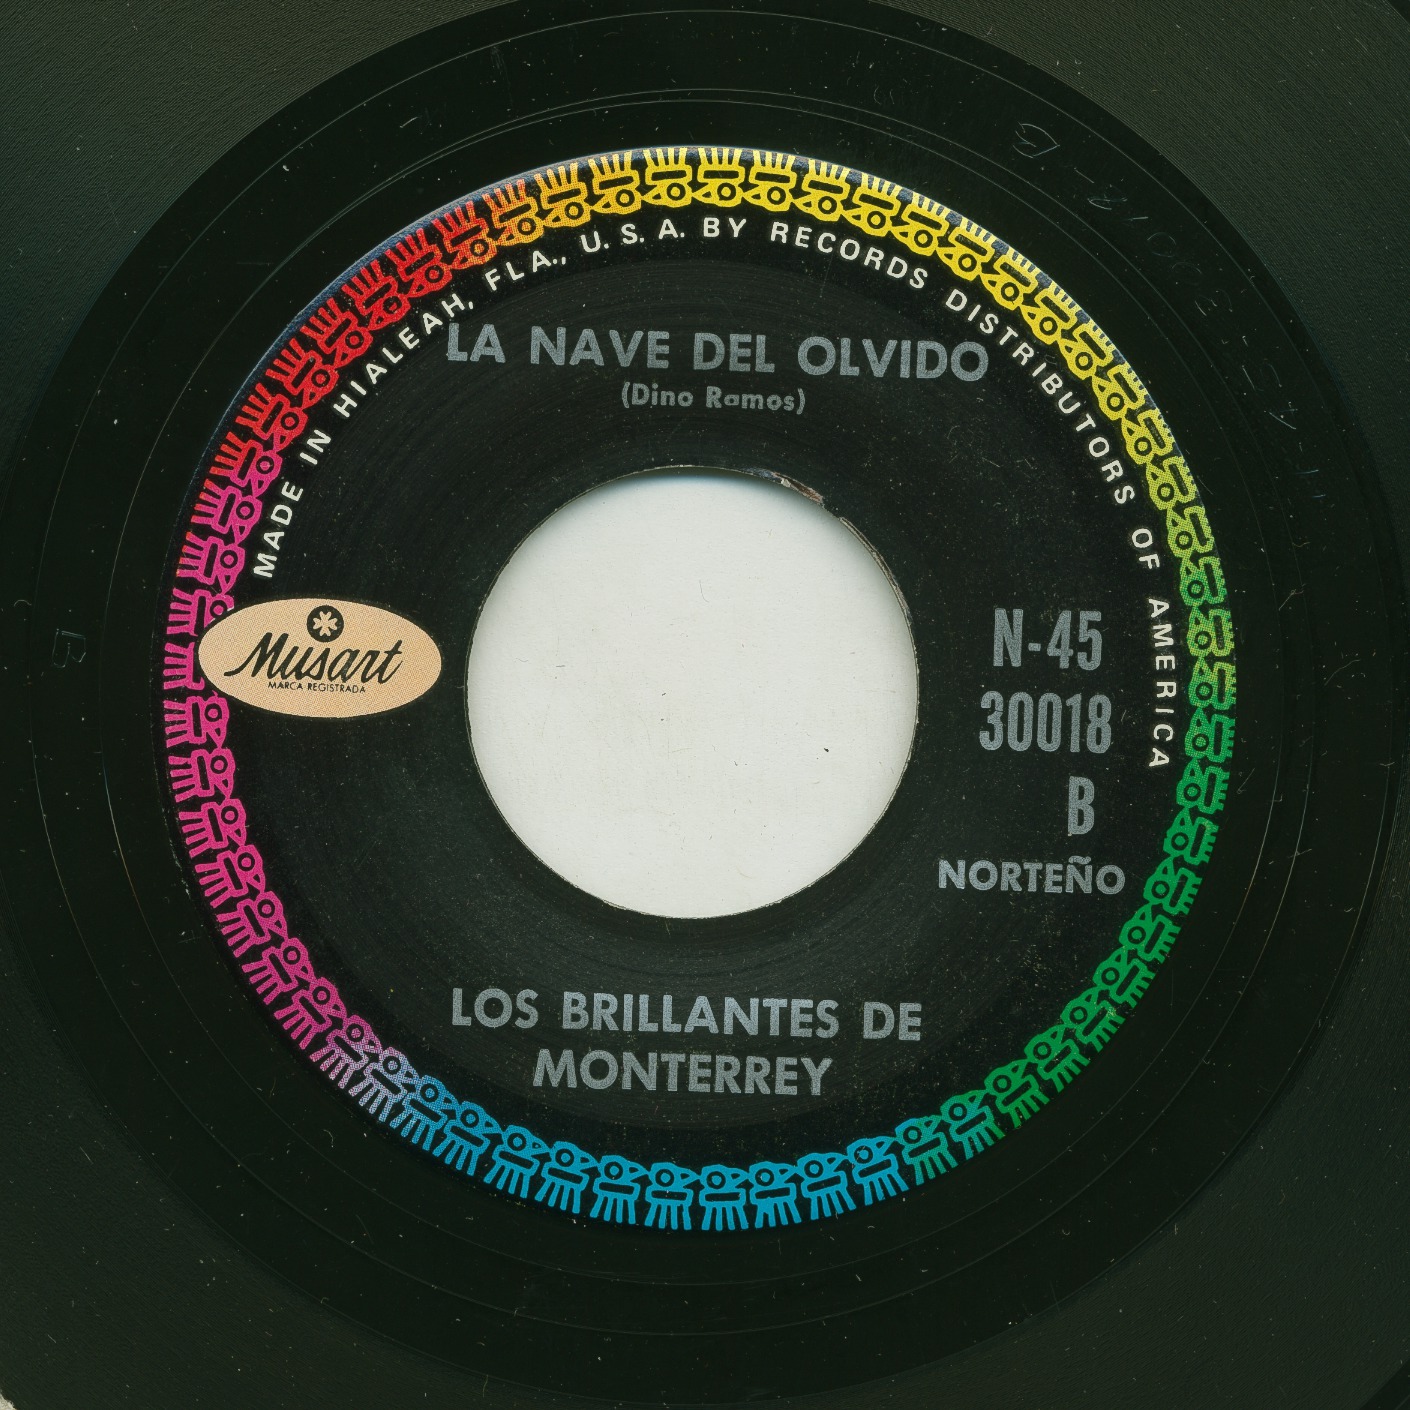 MADE IN HIALEAH, FLA., U. S. A. BY RECORDS DISTRIBUTORS OF AMERICA
LA NAVE DEL OLVIDO
(Dino Ramos)
Musart
MARCA REGISTRADA
N-45
30018
B
NORTEÑO
LOS BRILLANTES DE
MONTERREY